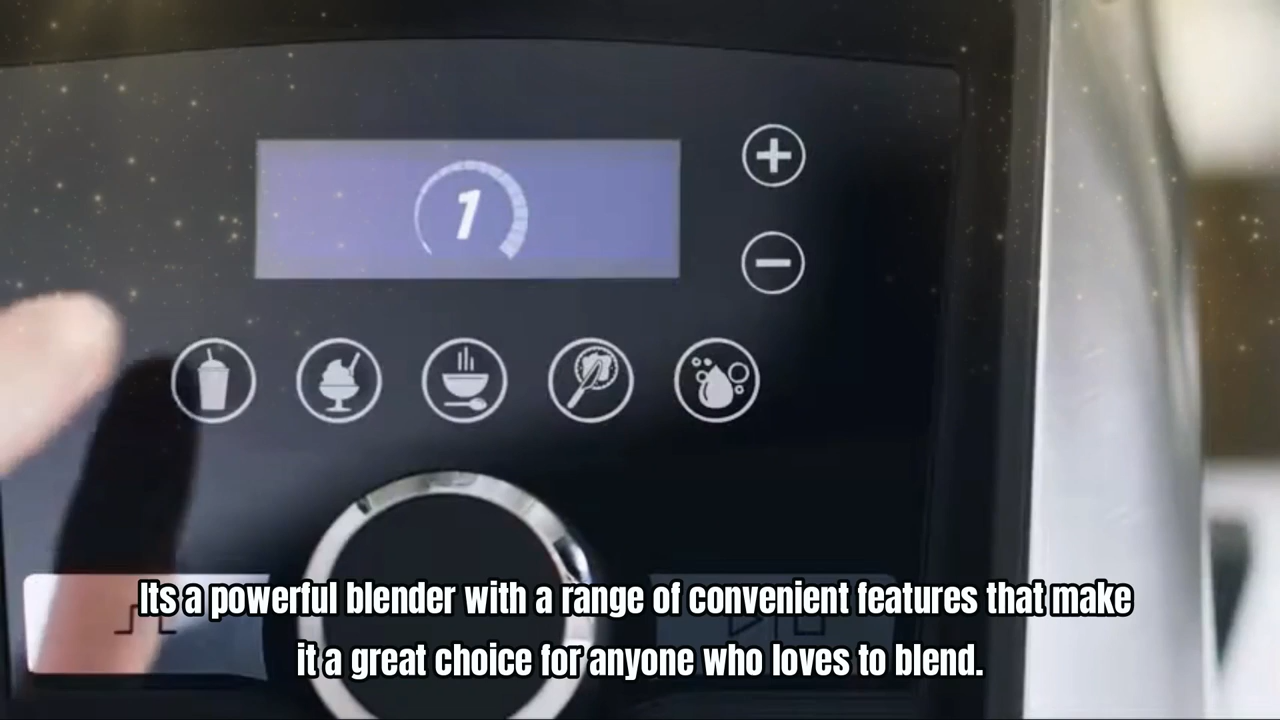 1
Its a powerful blender with a range of convenient features that make
it a great choice for anyone who loves to blend.